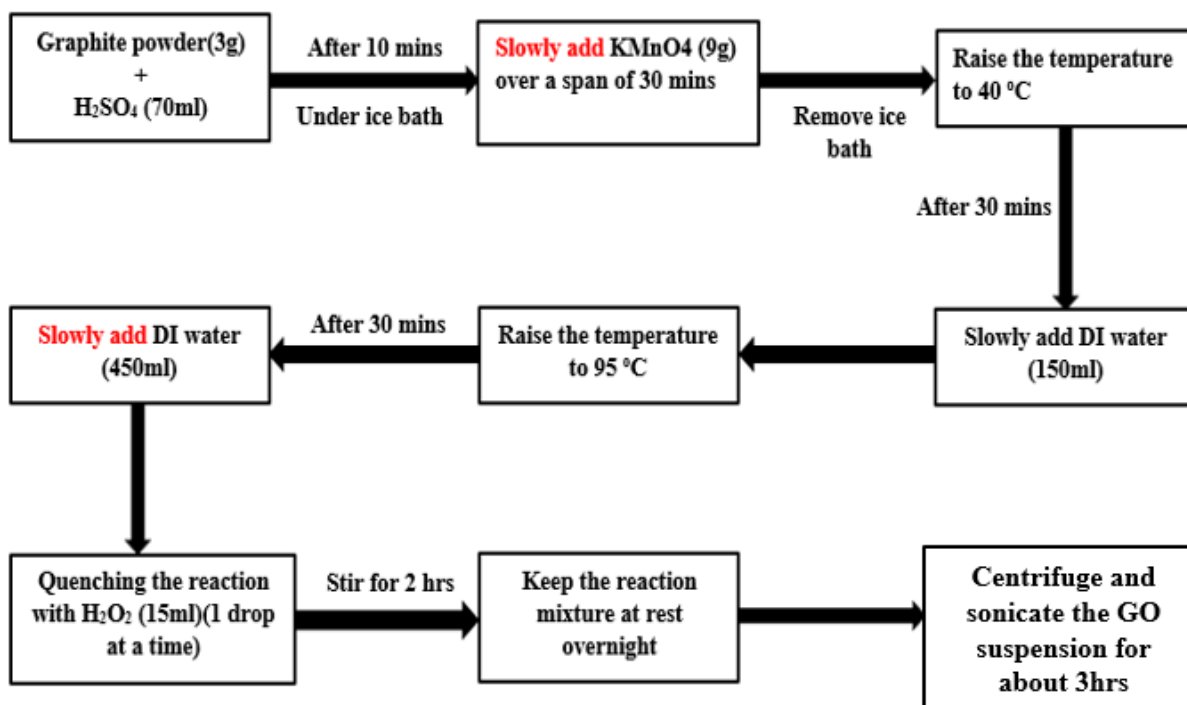 Graphite powder(3g)
+
H₂SO₄ (70ml)
After 10 mins
Under ice bath
Slowly add KMnO4 (9g)
over a span of 30 mins
Remove ice
bath
Raise the temperature
to 40 ⁰C
After 30 mins
Slowly add DI water
(150ml)
Raise the temperature
to 95 ⁰C
After 30 mins
Slowly add DI water
(450ml)
Quenching the reaction
with H₂O₂ (15ml)(1 drop
at a time)
Stir for 2 hrs
Keep the reaction
mixture at rest
overnight
Centrifuge and
sonicate the GO
suspension for
about 3hrs